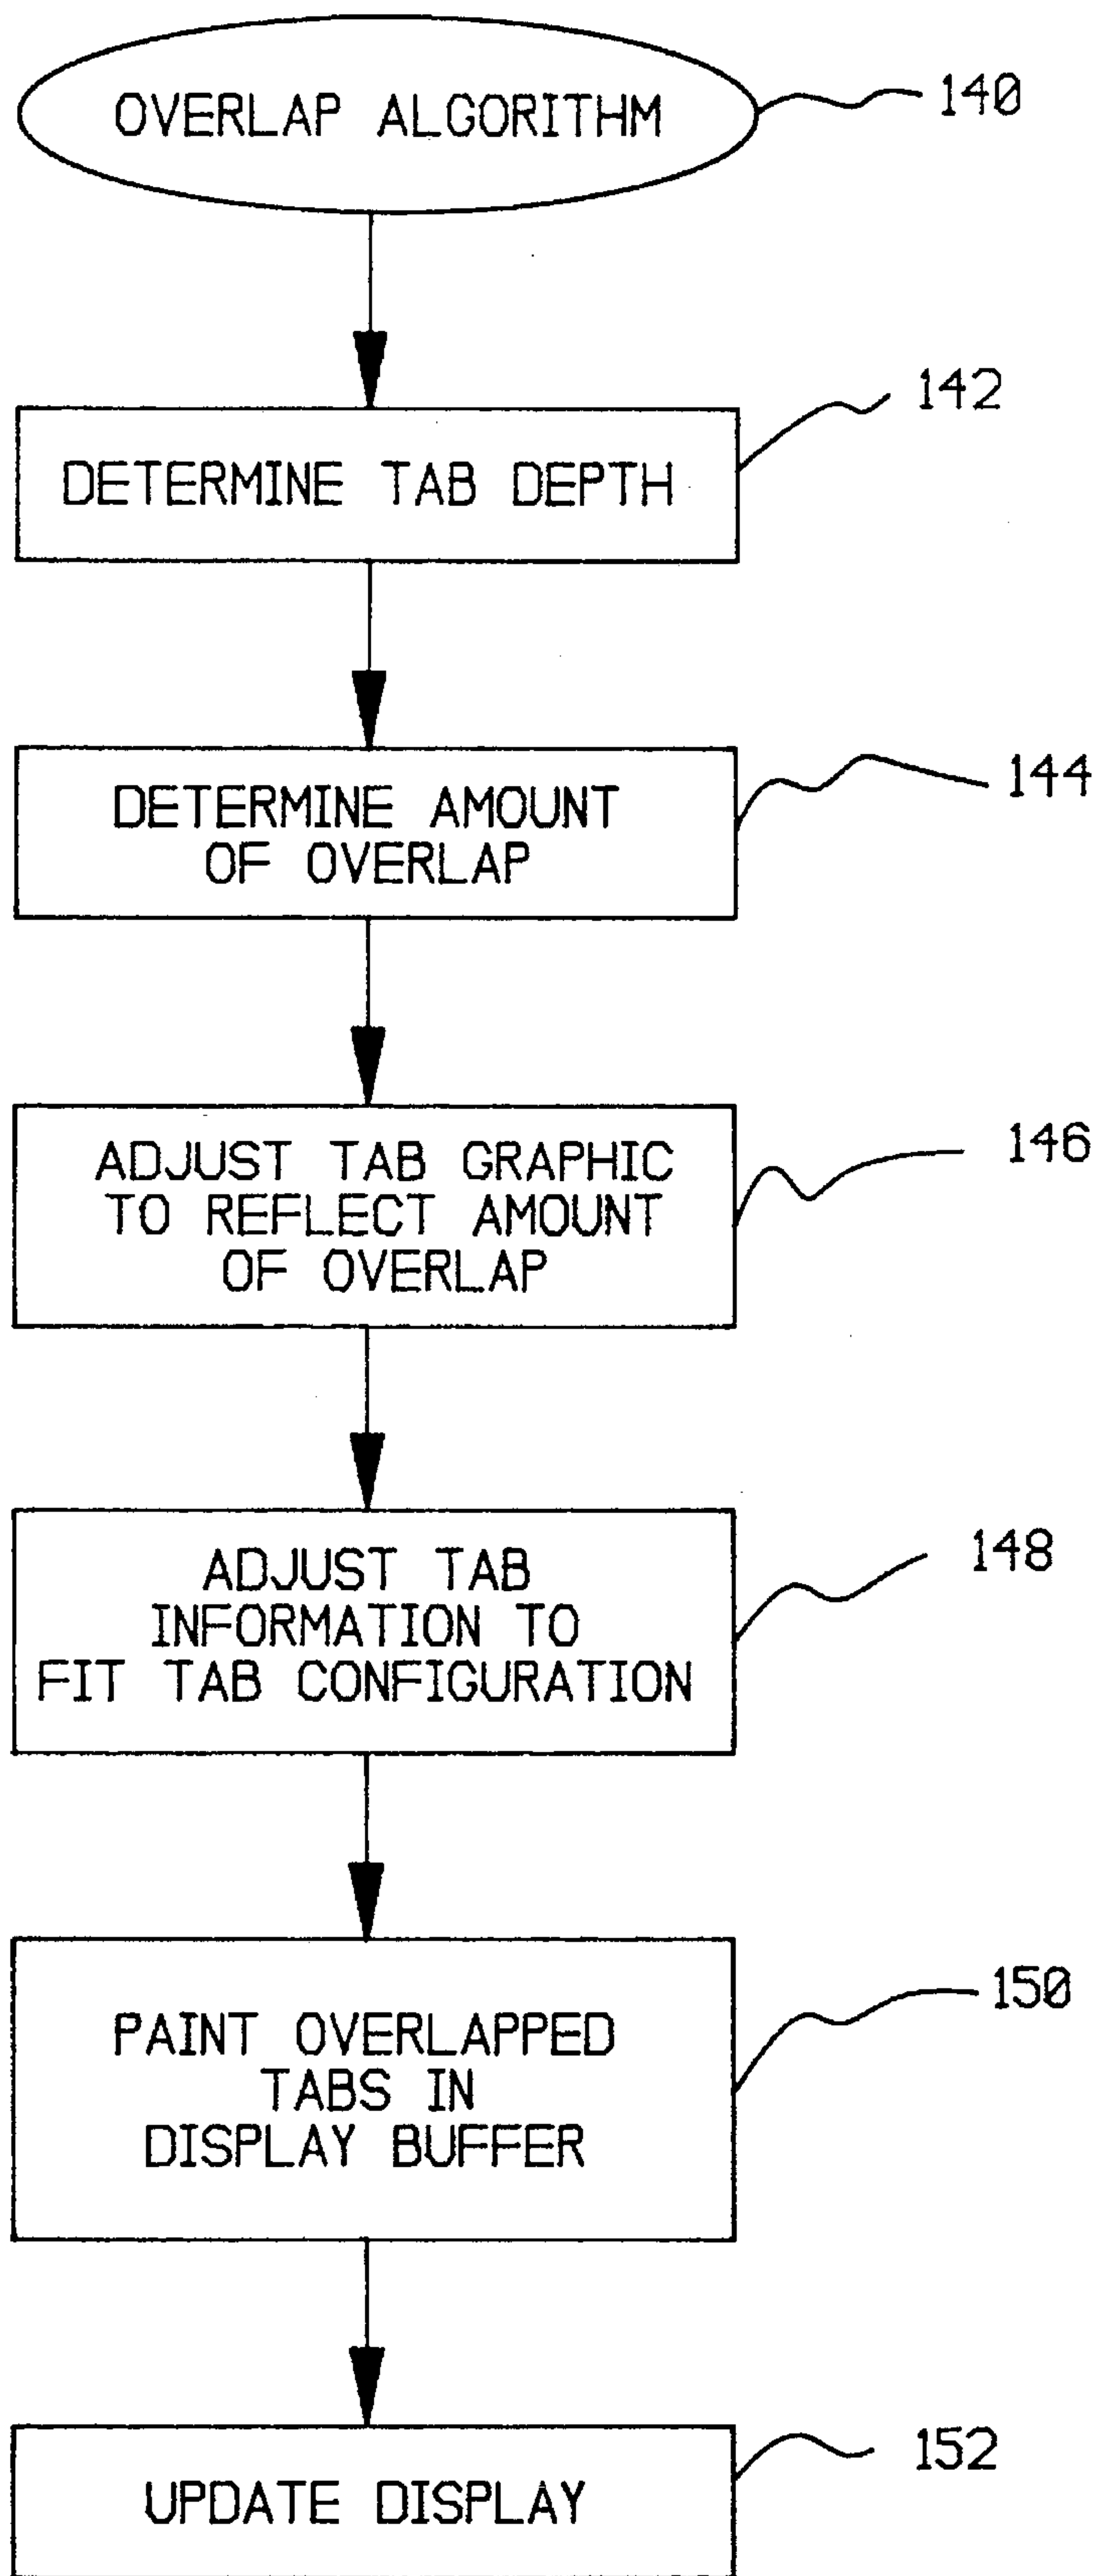 OVERLAP ALGORITHM
140
142
DETERMINE TAB DEPTH
144
DETERMINE AMOUNT
OF OVERLAP
146
ADJUST TAB GRAPHIC
TO REFLECT AMOUNT
OF OVERLAP
148
ADJUST TAB
INFORMATION TO
FIT TAB CONFIGURATION
150
PAINT OVERLAPPED
TABS IN
DISPLAY BUFFER
152
UPDATE DISPLAY